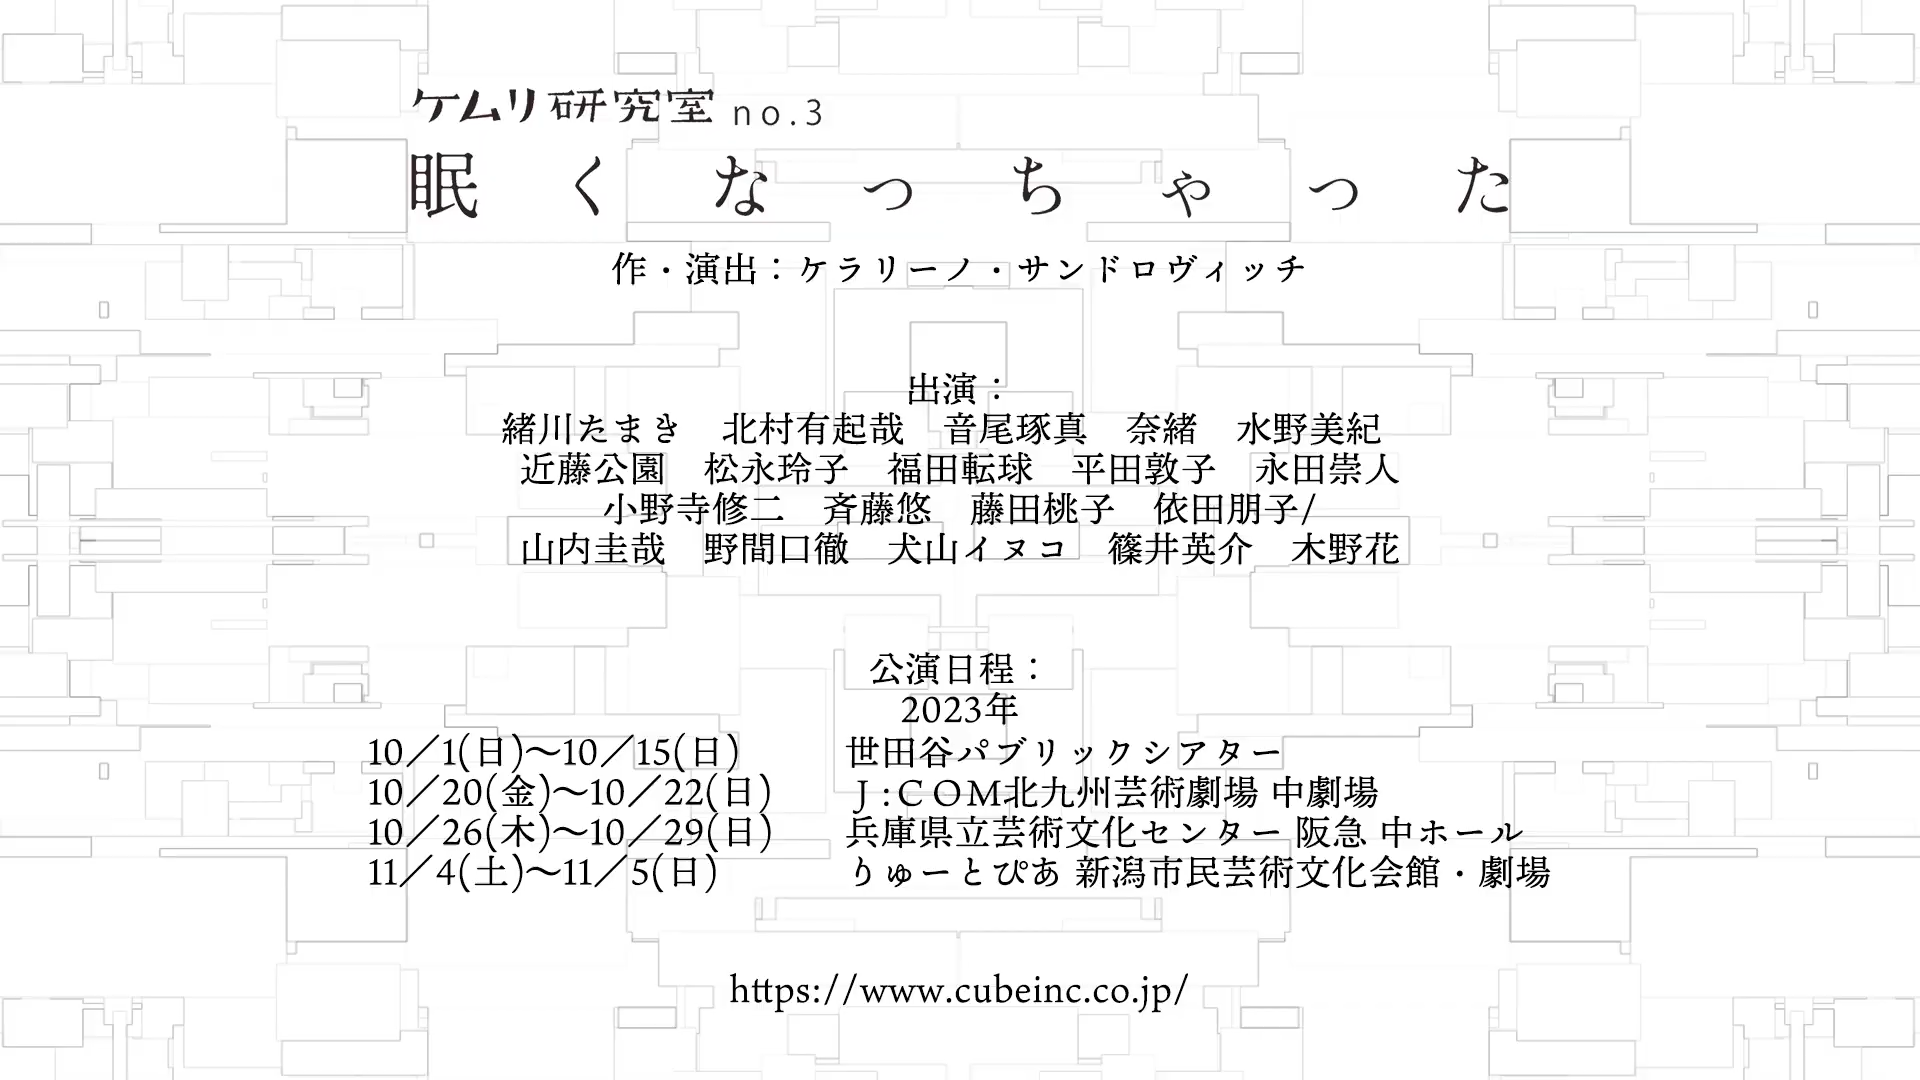 ケムリ研究室 no.3
眠くなっちゃった
作・演出：ケラリーノ・サンドロヴィッチ
出演：
緒川たまき　北村有起哉　音尾琢真　奈緒　水野美紀
近藤公園　松永玲子　福田転球　平田敦子　永田崇人
小野寺修二　斉藤悠　藤田桃子　依田朋子/
山内圭哉　野間口徹　犬山イヌコ　篠井英介　木野花
公演日程：
2023年
10／1(日)〜10／15(日)　世田谷パブリックシアター
10／20(金)〜10／22(日)　Ｊ:ＣＯＭ北九州芸術劇場 中劇場
10／26(木)〜10／29(日)　兵庫県立芸術文化センター 阪急 中ホール
11／4(土)〜11／5(日)　りゅーとぴあ 新潟市民芸術文化会館・劇場
https://www.cubeinc.co.jp/